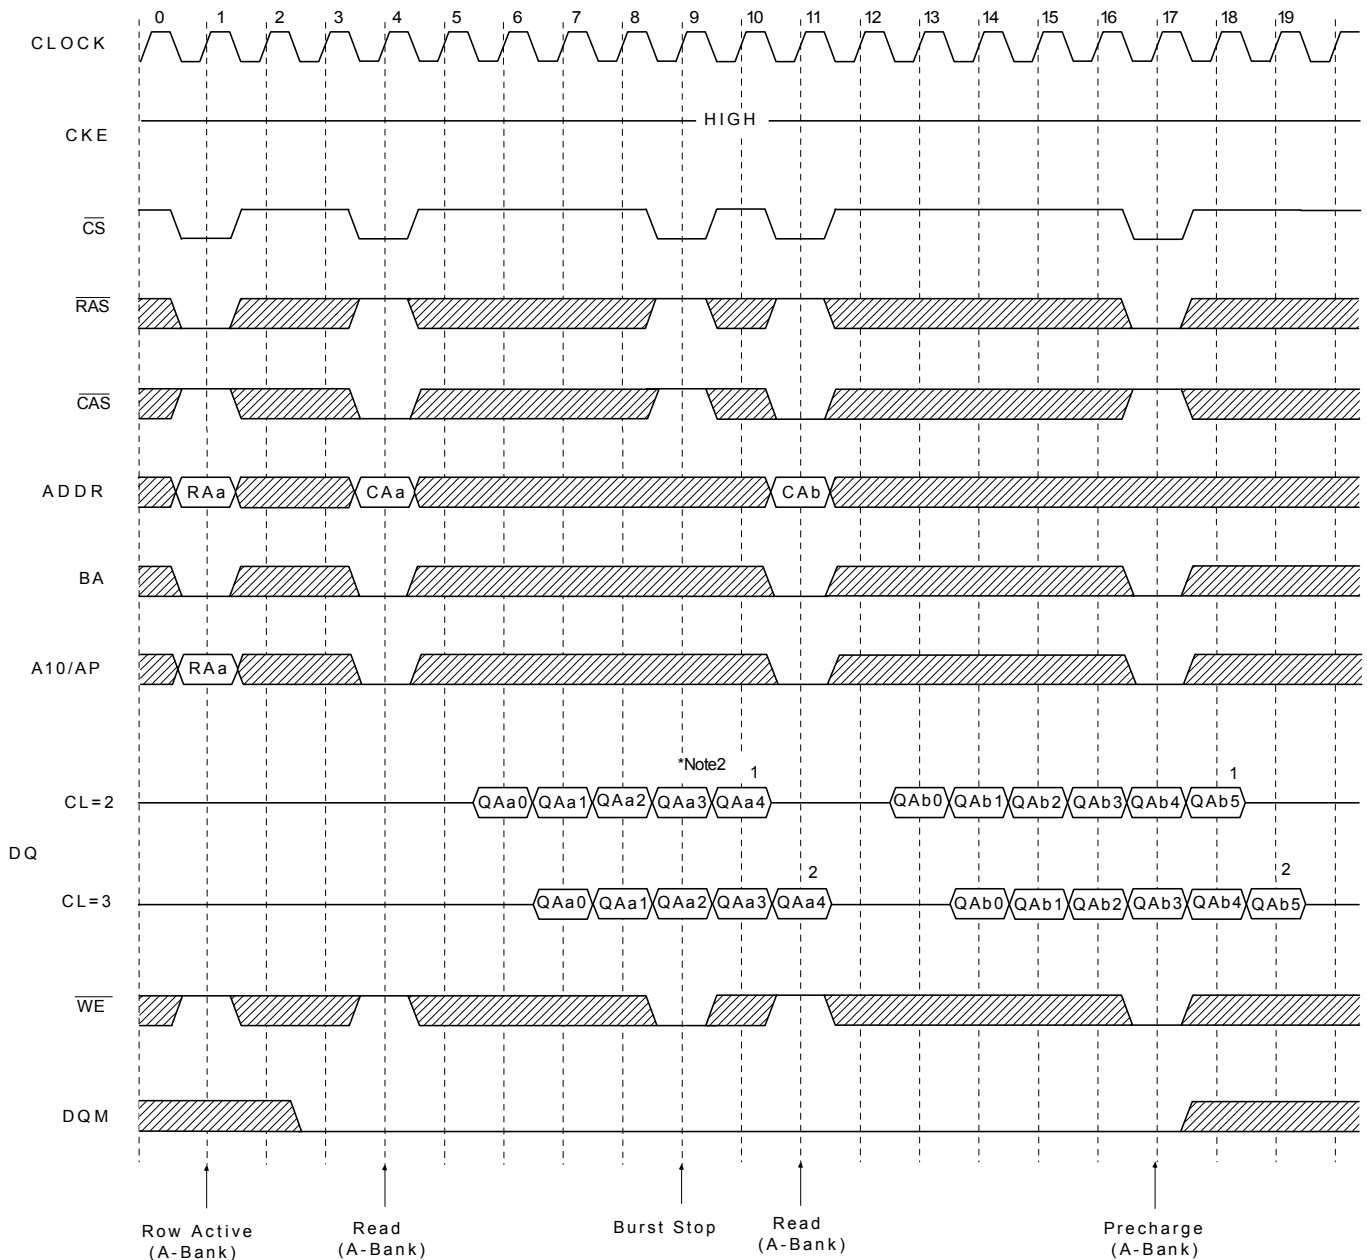 0 1 2 3 4 5 6 7 8 9 10 11 12 13 14 15 16 17 18 19
CLOCK
CKE
HIGH
CS
RAS
CAS
ADDR
RAa CAa CAb
BA
A10/AP
RAa
*Note2
1 1
CL=2
QAa0 QAa1 QAa2 QAa3 QAa4 QAb0 QAb1 QAb2 QAb3 QAb4 QAb5
DQ
2 2
CL=3
QAa0 QAa1 QAa2 QAa3 QAa4 QAb0 QAb1 QAb2 QAb3 QAb4 QAb5
WE
DQM
Row Active
(A-Bank)
Read
(A-Bank)
Burst Stop
Read
(A-Bank)
Precharge
(A-Bank)